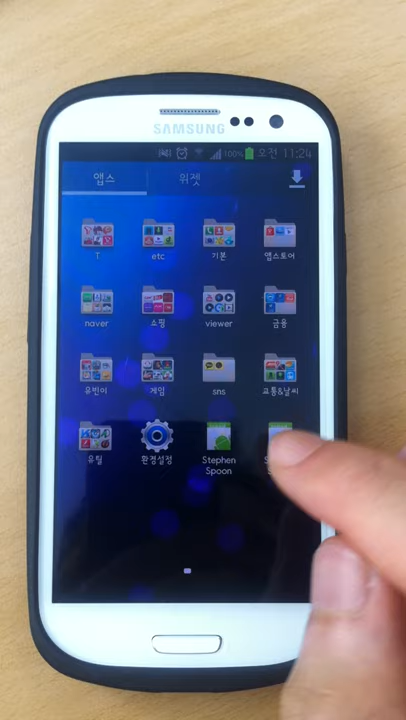 SAMSUNG
100% 오전 11:24
앱스 위젯
T etc 기본 앱스토어
naver 쇼핑 viewer 금융
유빈이 게임 sns 교통&날씨
유틸 환경설정 Stephen
Spoon